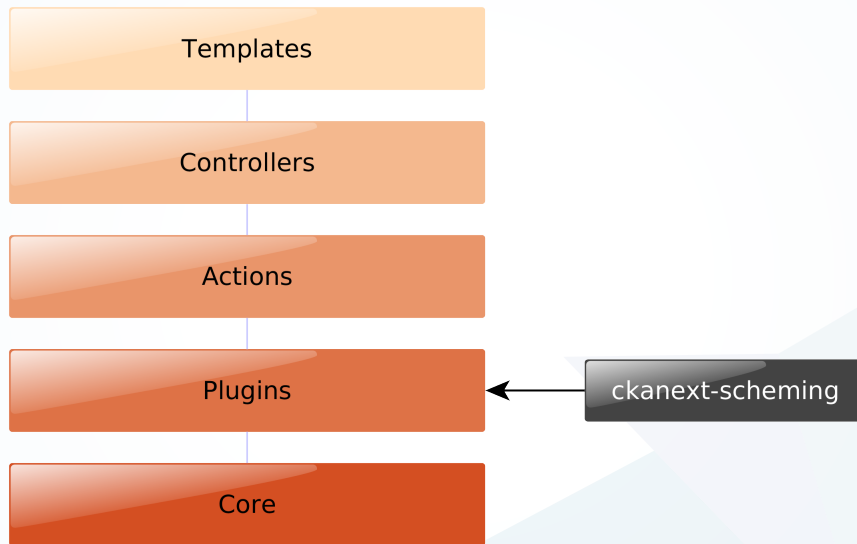 Templates
Controllers
Actions
Plugins
ckanext-scheming
Core